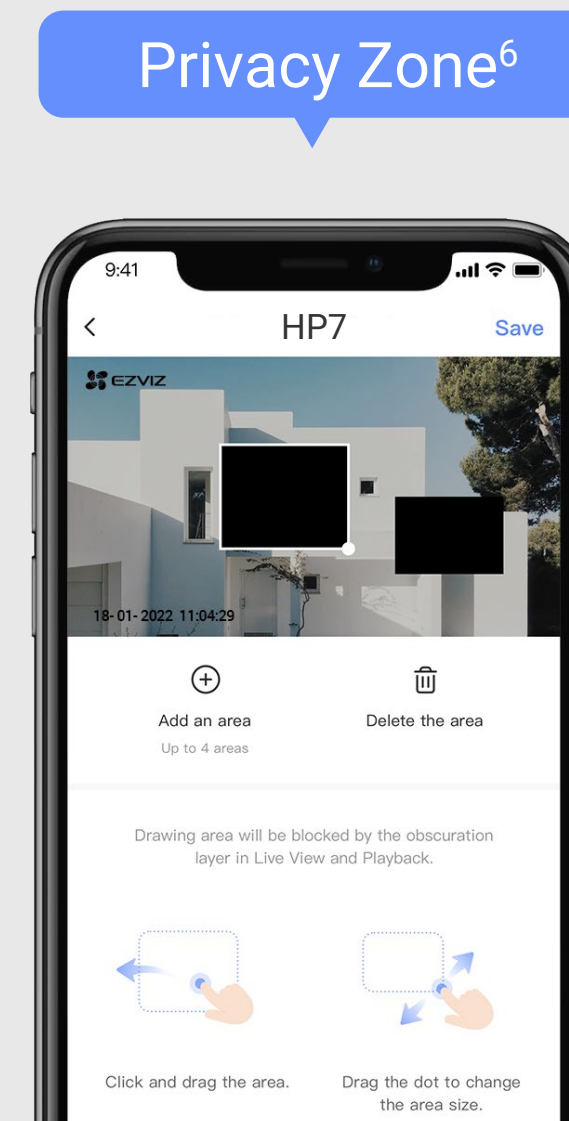 Privacy Zone6
9:41
HP7
Save
EZVIZ
18-01-2022 11:04:29
Add an area
Delete the area
Up to 4 areas
Drawing area will be blocked by the obscuration
layer in Live View and Playback.
Click and drag the area.
Drag the dot to change
the area size.